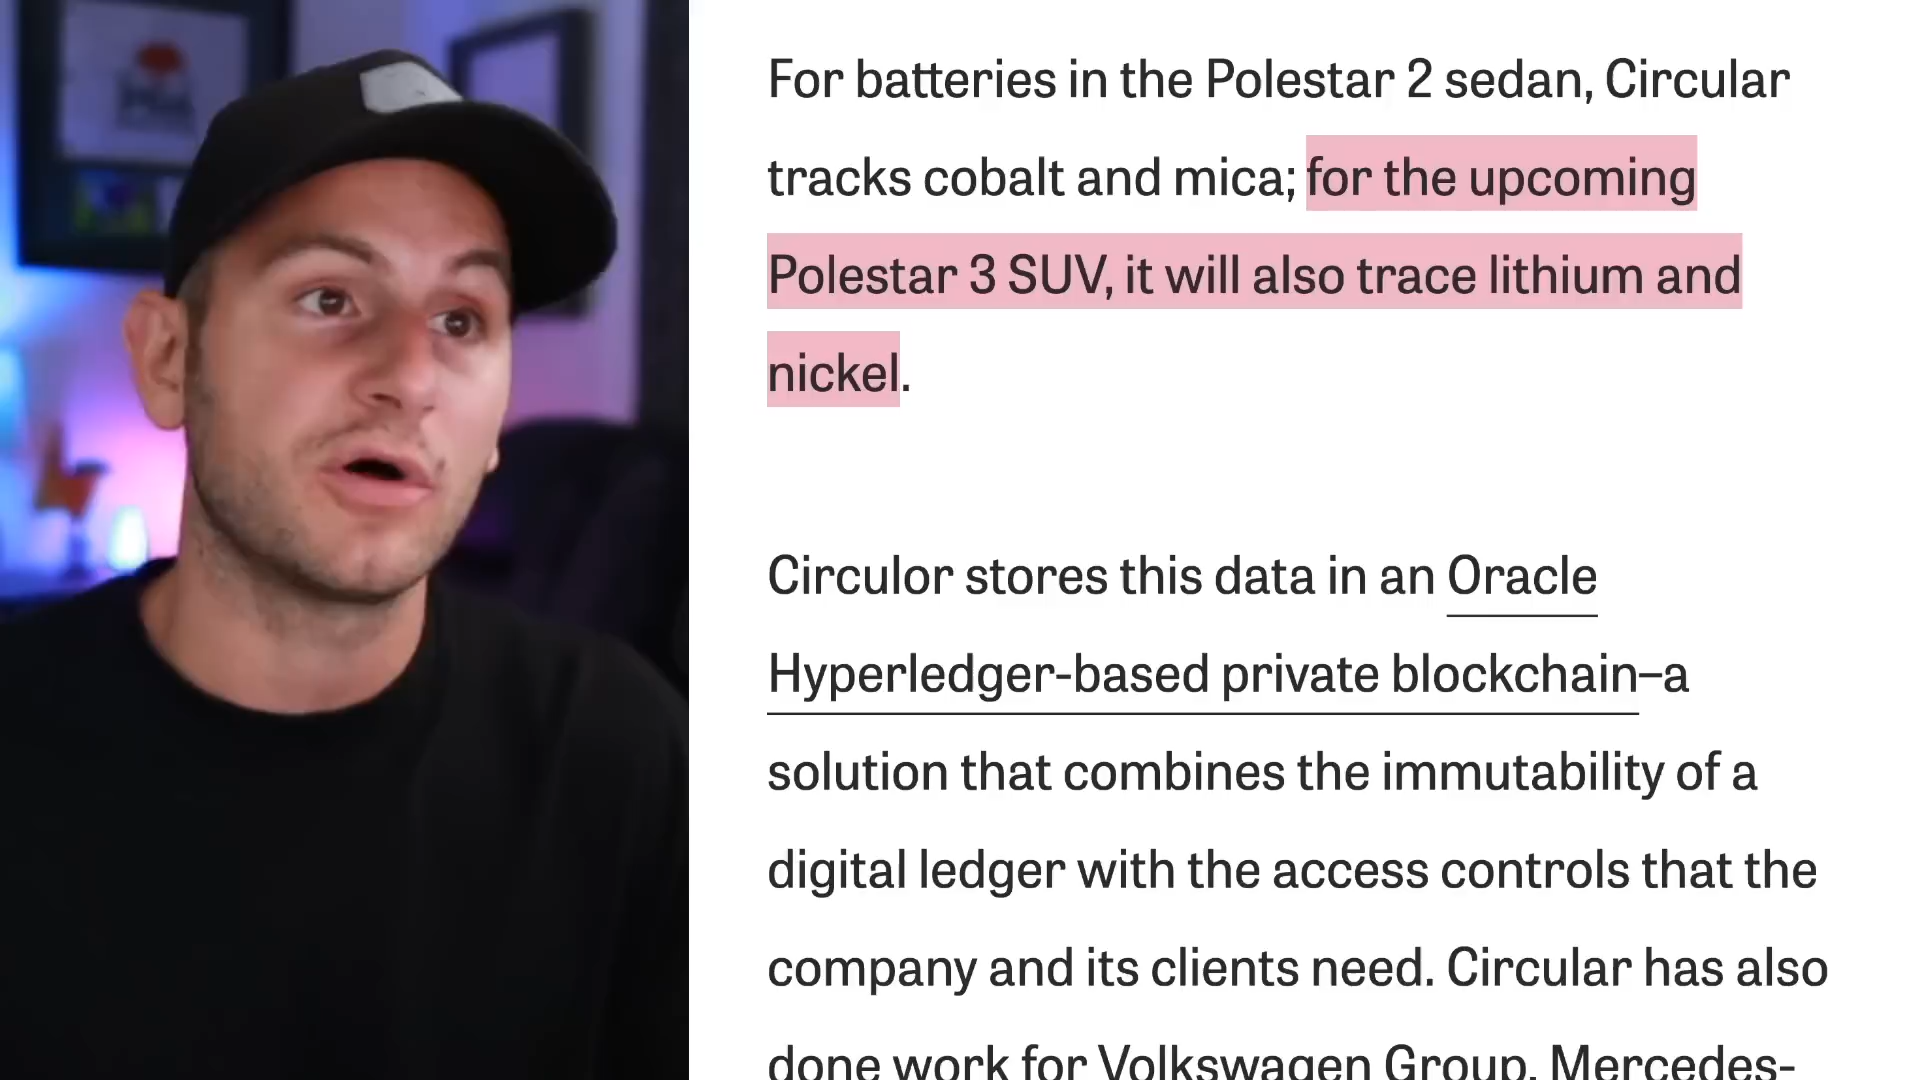 For batteries in the Polestar 2 sedan, Circular
tracks cobalt and mica; for the upcoming
Polestar 3 SUV, it will also trace lithium and
nickel.
Circulor stores this data in an Oracle
Hyperledger-based private blockchain–a
solution that combines the immutability of a
digital ledger with the access controls that the
company and its clients need. Circular has also
done work for Volkswagen Group, Mercedes-